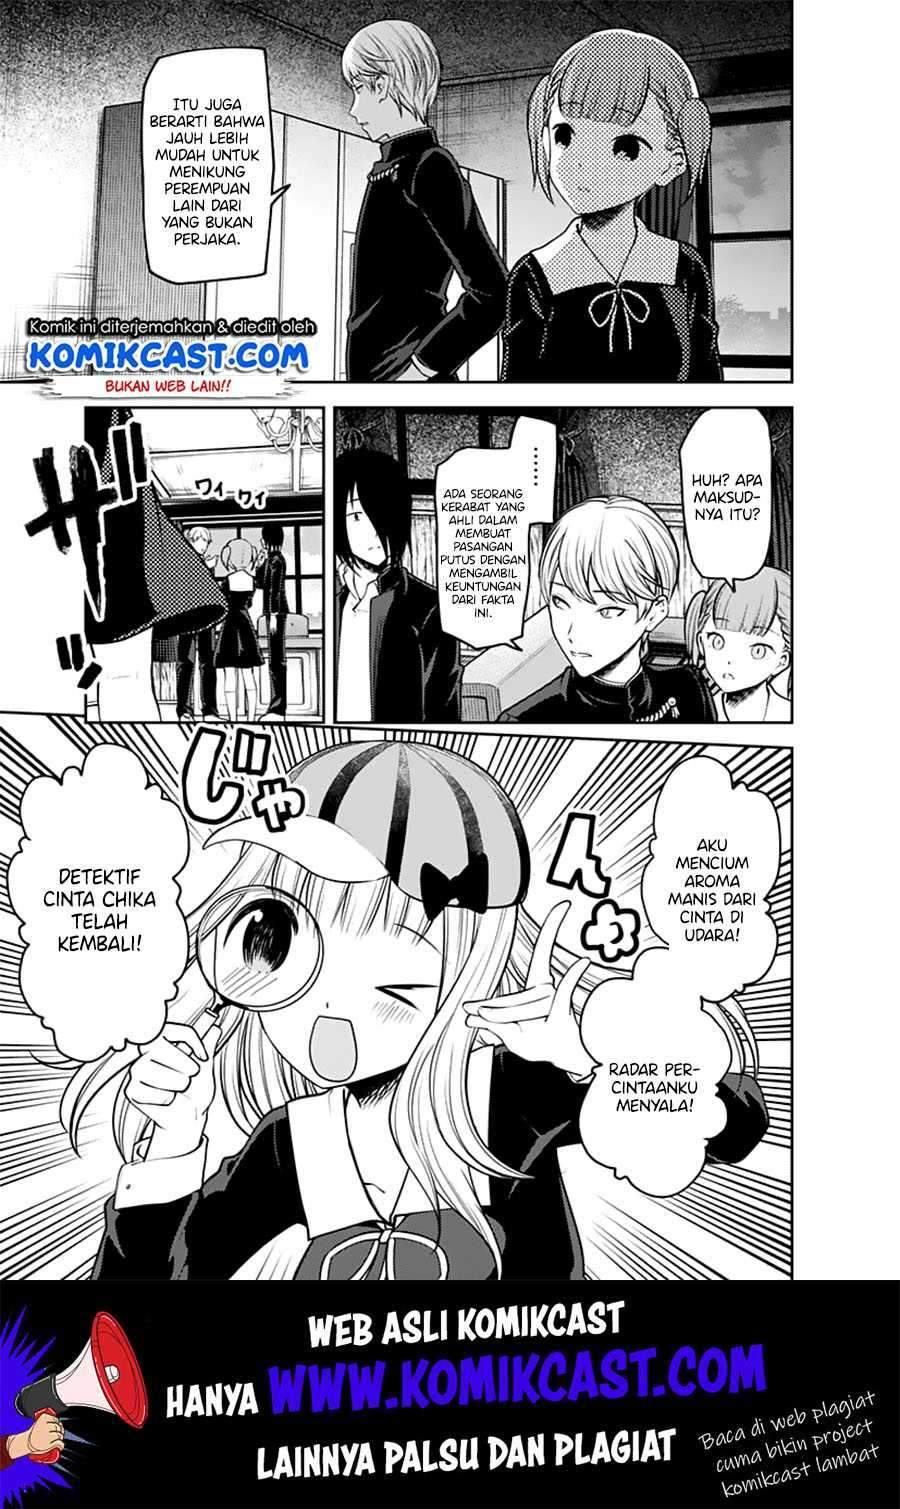 ITU JUGA
BERARTI BAHWA
JAUH LEBIH
MUDAH UNTUK
MENIKUNG
PEREMPUAN
LAIN DARI
YANG BUKAN
PERJAKA.
Komik ini diterjemahkan & diedit oleh
KOMIKCAST.COM
BUKAN WEB LAIN!!
HUH? APA
MAKSUD-
NYA ITU?
........
ADA SEORANG
KERABAT YANG
AHLI DALAM
MEMBUAT
PASANGAN
PUTUS DENGAN
MENGAMBIL
KEUNTUNGAN
DARI FAKTA
INI.
ワイワイ
ザッ
AKU
MENCIUM
AROMA
MANIS DARI
CINTA DI
UDARA!
RADAR PER-
CINTAANKU
MENYALA!
じゃ
んっ
DETEKTIF
CINTA CHIKA
TELAH
KEMBALI!
WEB ASLI KOMIKCAST
HANYA WWW.KOMIKCAST.COM
LAINNYA PALSU DAN PLAGIAT
Baca di web plagiat
cuma bikin project
komikcast lambat